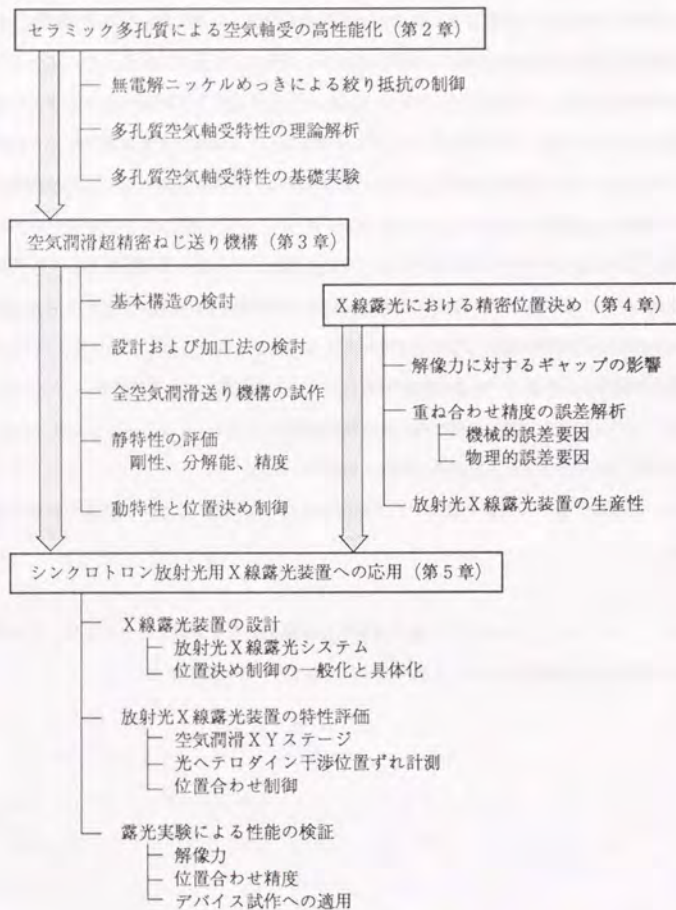 セラミック多孔質による空気軸受の高性能化（第２章）
無電解ニッケルめっきによる絞り抵抗の制御
多孔質空気軸受特性の理論解析
多孔質空気軸受特性の基礎実験
空気潤滑超精密ねじ送り機構（第３章）
基本構造の検討
設計および加工法の検討
全空気潤滑送り機構の試作
静特性の評価
剛性、分解能、精度
動特性と位置決め制御
Ｘ線露光における精密位置決め（第４章）
解像力に対するギャップの影響
重ね合わせ精度の誤差解析
機械的誤差要因
物理的誤差要因
放射光Ｘ線露光装置の生産性
シンクロトロン放射光用Ｘ線露光装置への応用（第５章）
Ｘ線露光装置の設計
放射光Ｘ線露光システム
位置決め制御の一般化と具体化
放射光Ｘ線露光装置の特性評価
空気潤滑ＸＹステージ
光ヘテロダイン干渉位置ずれ計測
位置合わせ制御
露光実験による性能の検証
解像力
位置合わせ精度
デバイス試作への適用